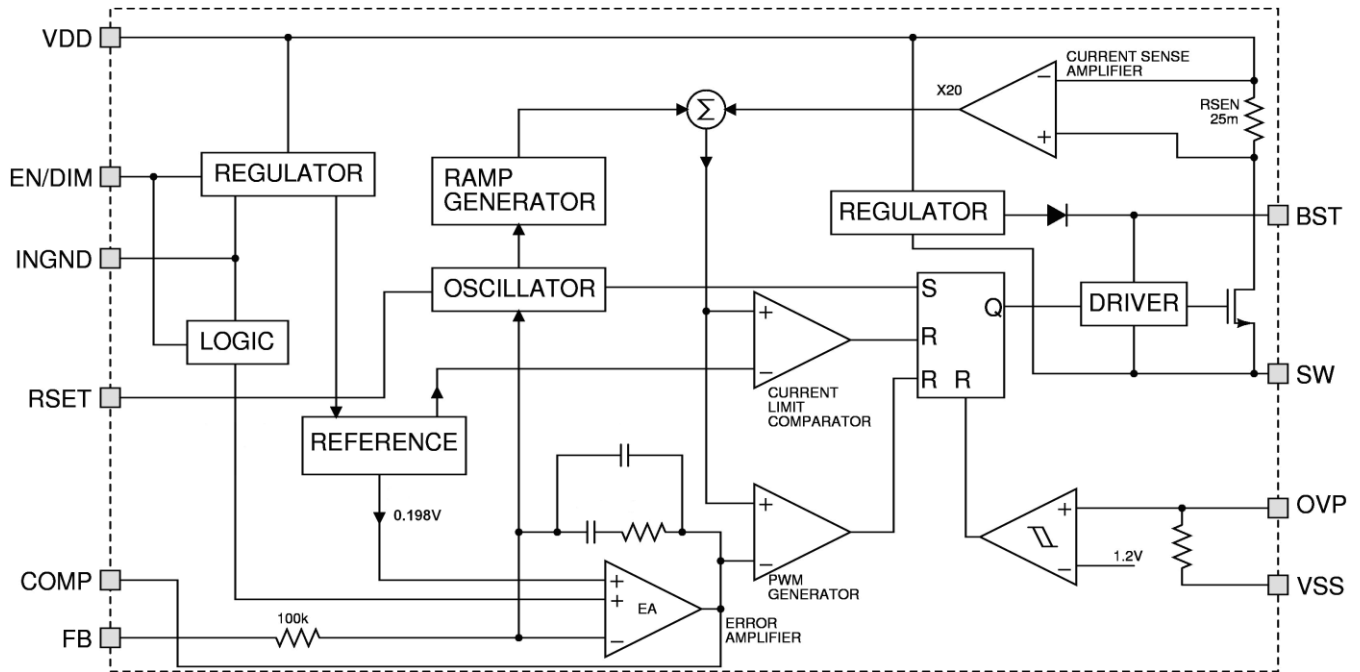 VDD
CURRENT SENSE
AMPLIFIER
X20
−
+
RSEN
25m
Σ
EN/DIM
REGULATOR
RAMP
GENERATOR
REGULATOR
BST
INGND
OSCILLATOR
S
Q
DRIVER
LOGIC
+
−
R
R R
SW
RSET
CURRENT
LIMIT
COMPARATOR
REFERENCE
0.198V
+
−
PWM
GENERATOR
+
−
1.2V
OVP
VSS
COMP
+
+
−
EA
ERROR
AMPLIFIER
100k
FB